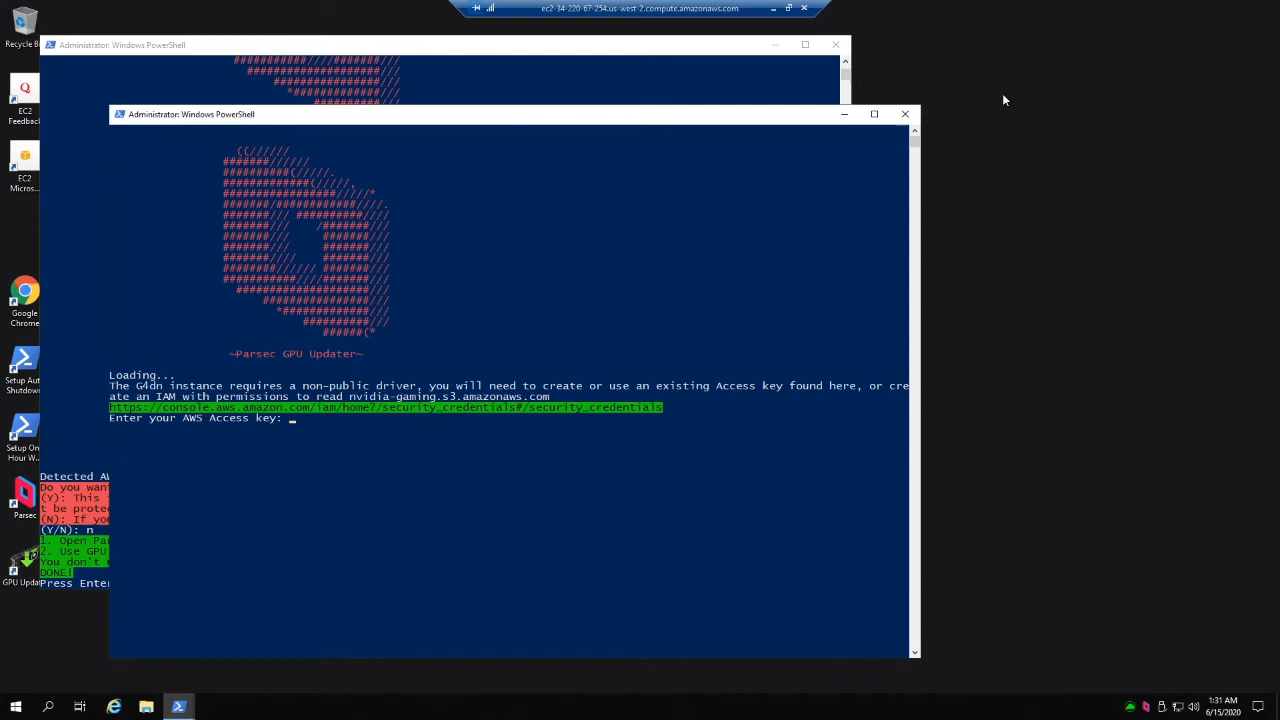 ec2-34-220-67-254.us-west-2.compute.amazonaws.com
Recycle B
Administrator: Windows PowerShell
EC2
Feedback
Administrator: Windows PowerShell
EC2
Micros...
~Parsec GPU Updater~
Google
Chrome
Loading...
The G4dn instance requires a non-public driver, you will need to create or use an existing Access key found here, or cre
ate an IAM with permissions to read nvidia-gaming.s3.amazonaws.com
https://console.aws.amazon.com/iam/home?/security_credentials#/security_credentials
Enter your AWS Access key:
Setup Aut
Shutdown
Setup On
Hour W...
Parsec
GPU Upda
Detected AW
Do you wan
(Y): This
t be prote
(N): If yo
(Y/N): n
1. Open Pa
2. Use GPU
You don't
DONE!
Press Enter
1:31 AM
6/15/2020